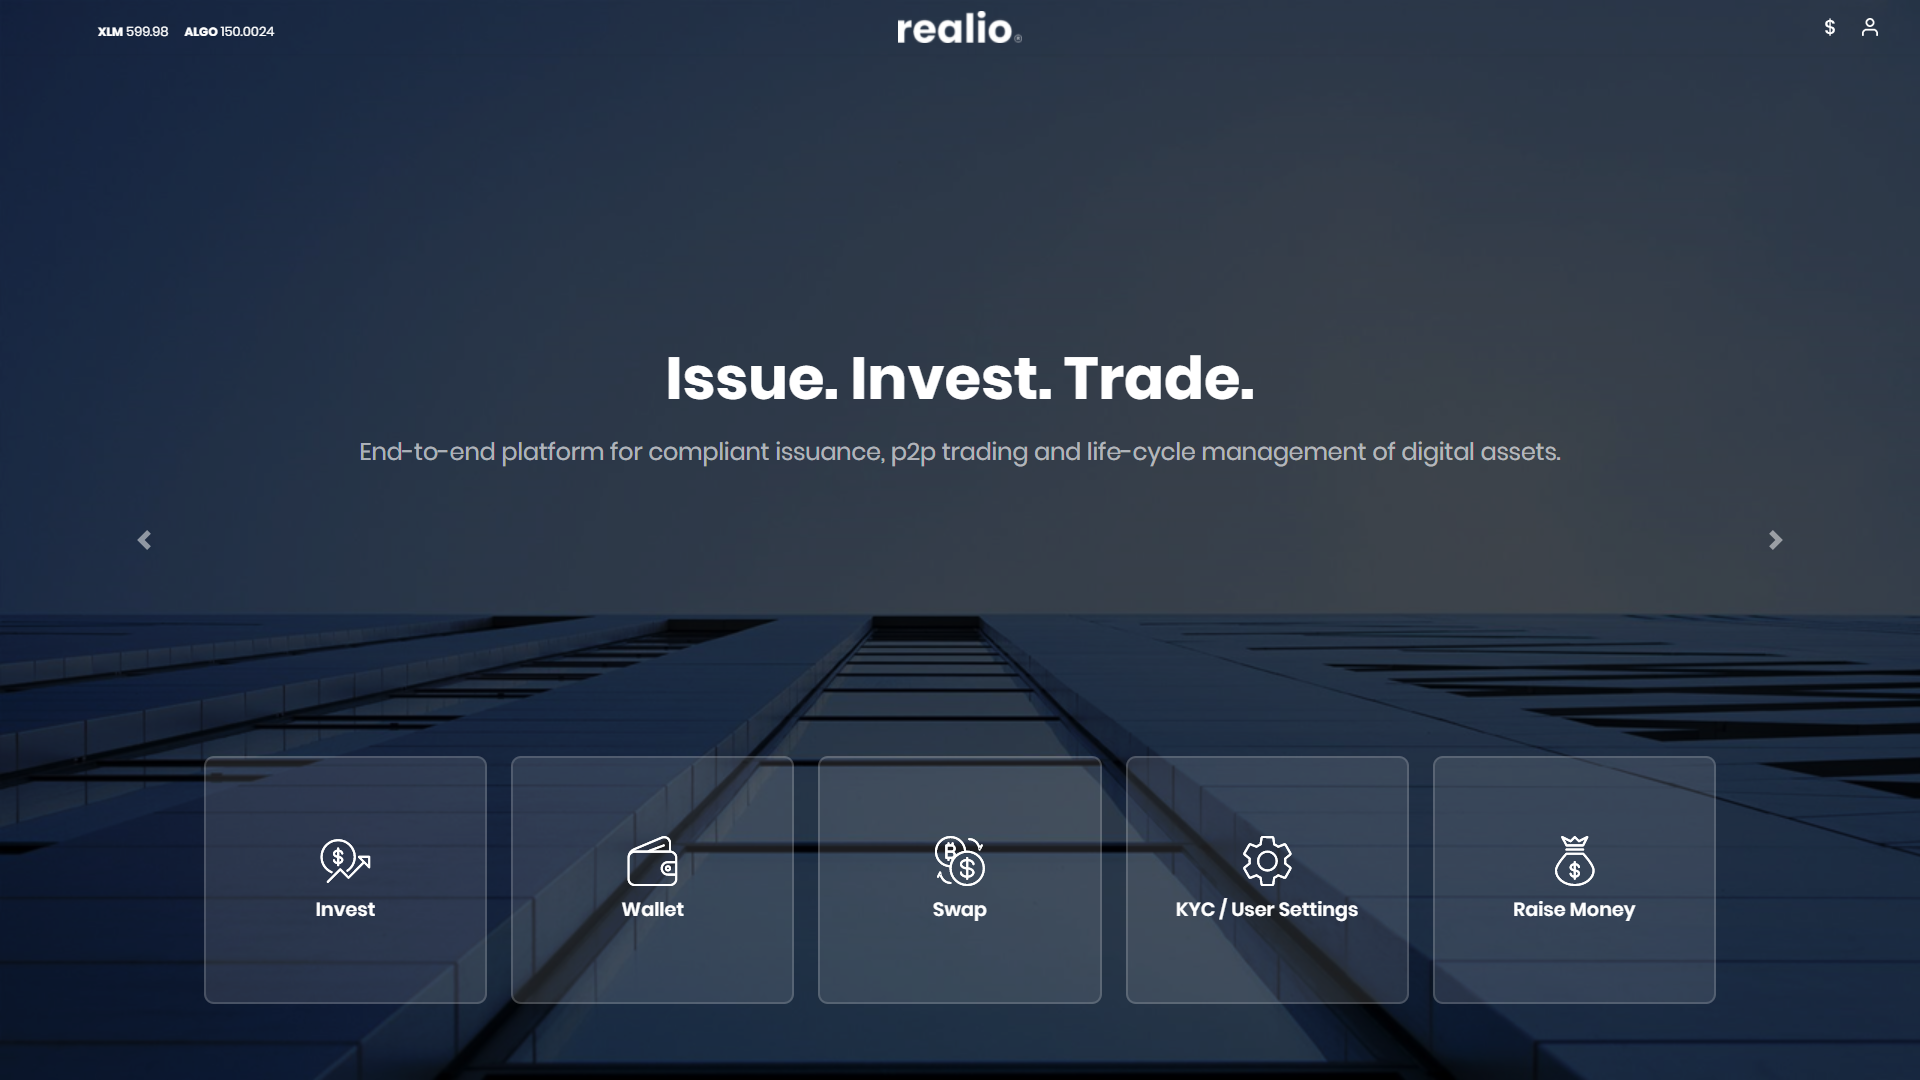 XLM 599.98 ALGO 150.0024
realio®
$
Issue. Invest. Trade.
End-to-end platform for compliant issuance, p2p trading and life-cycle management of digital assets.
Invest
Wallet
Swap
KYC / User Settings
Raise Money